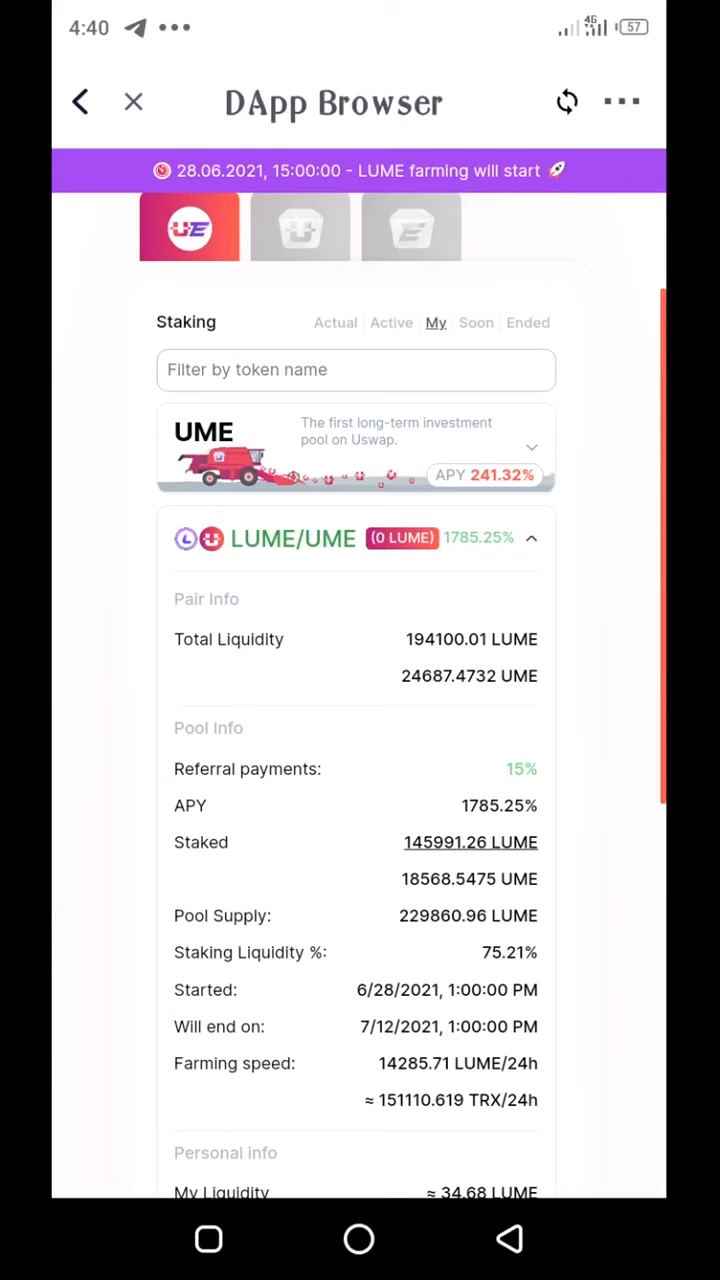 4:40
4G
57
DApp Browser
28.06.2021, 15:00:00 - LUME farming will start
UE
U
E
Staking
Actual Active My Soon Ended
Filter by token name
UME
The first long-term investment
pool on Uswap.
APY 241.32%
LUME/UME (0 LUME) 1785.25%
Pair Info
Total Liquidity 194100.01 LUME
24687.4732 UME
Pool Info
Referral payments: 15%
APY 1785.25%
Staked 145991.26 LUME
18568.5475 UME
Pool Supply: 229860.96 LUME
Staking Liquidity %: 75.21%
Started: 6/28/2021, 1:00:00 PM
Will end on: 7/12/2021, 1:00:00 PM
Farming speed: 14285.71 LUME/24h
≈ 151110.619 TRX/24h
Personal info
My Liquidity ≈ 34.68 LUME